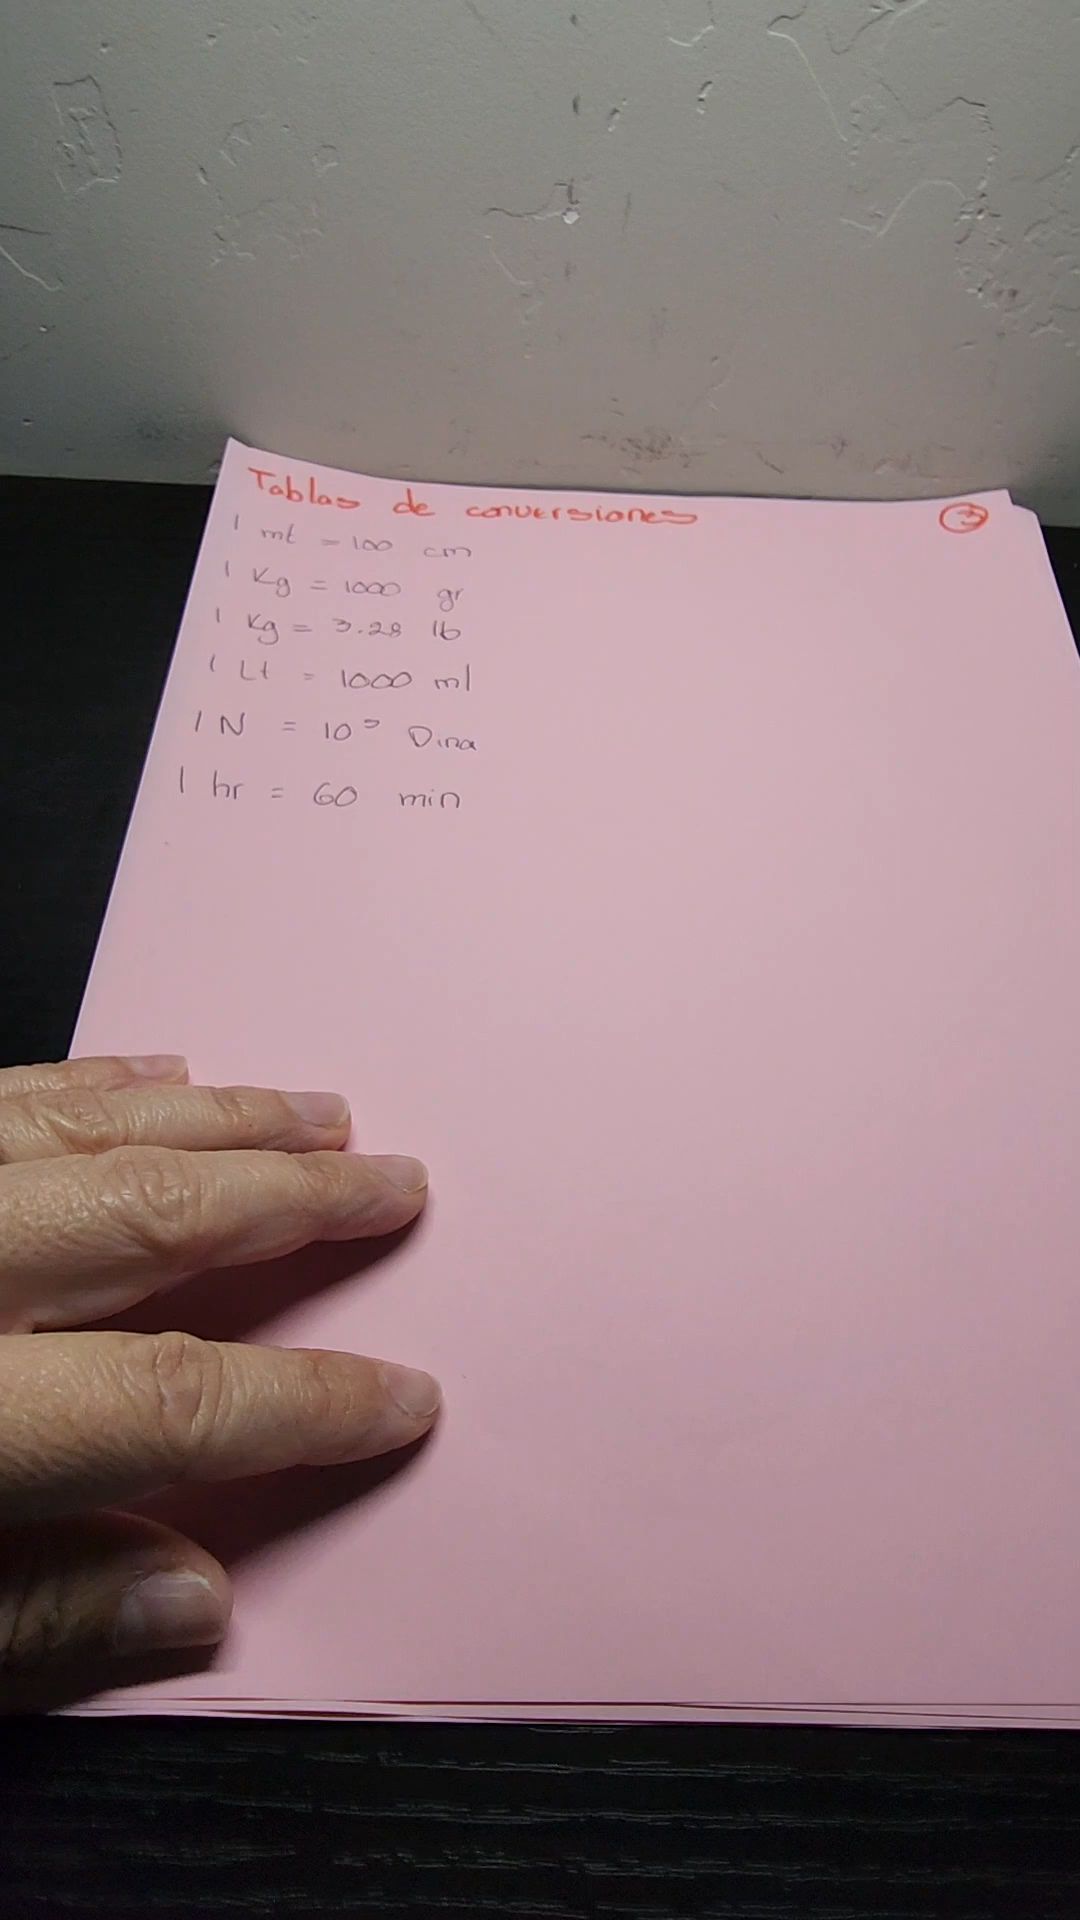 Tablas de conversiones 3
1 mt = 100 cm
1 Kg = 1000 gr
1 Kg = 3.28 lb
1 Lt = 1000 ml
1 N = 10⁵ Dina
1 hr = 60 min